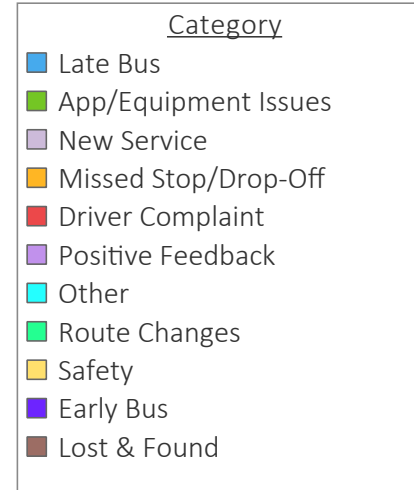 Category
Late Bus
App/Equipment Issues
New Service
Missed Stop/Drop-Off
Driver Complaint
Positive Feedback
Other
Route Changes
Safety
Early Bus
Lost & Found